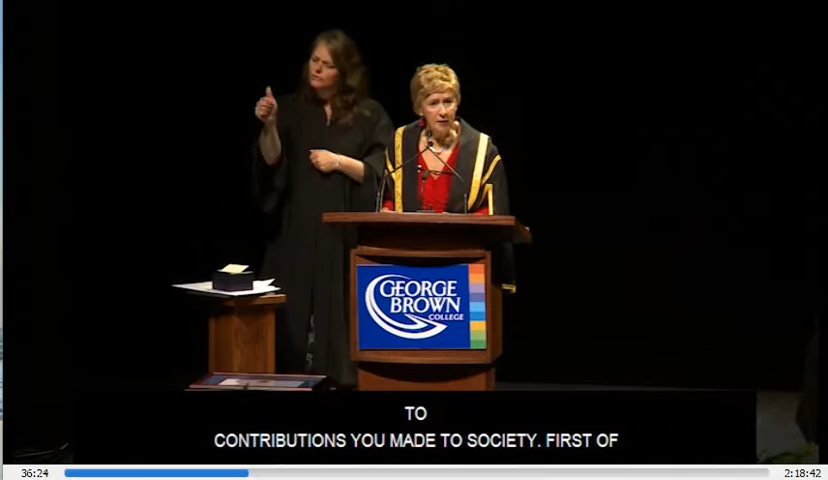 GEORGE
BROWN
COLLEGE
TO
CONTRIBUTIONS YOU MADE TO SOCIETY. FIRST OF
36:24
2:18:42